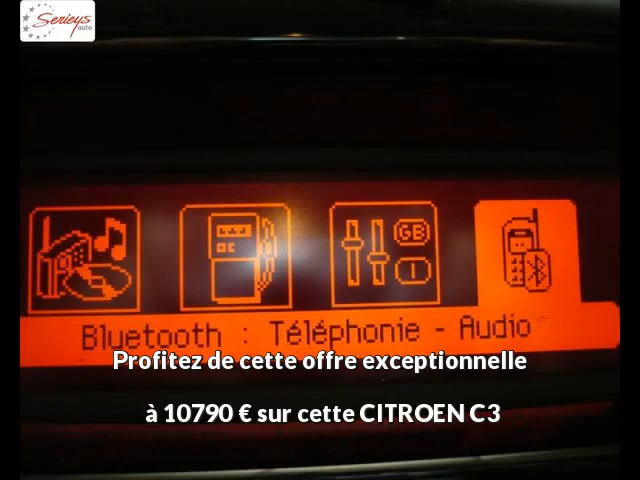 Serieys
auto
GB
I
Bluetooth : Téléphonie - Audio
Profitez de cette offre exceptionnelle
à 10790 € sur cette CITROEN C3